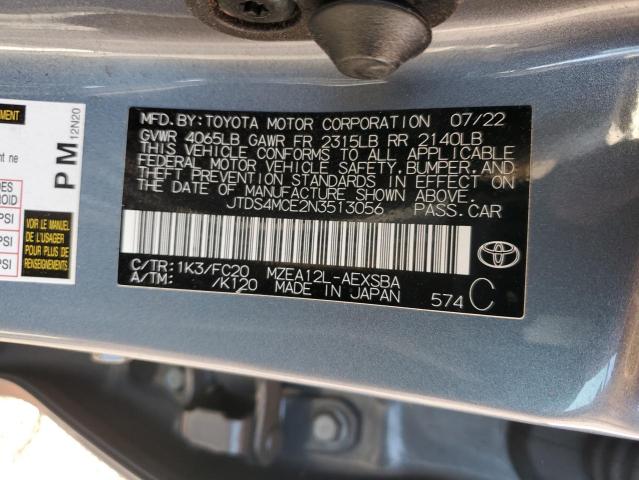 MFD. BY: TOYOTA MOTOR CORPORATION 07/22
GVWR 4065LB GAWR FR 2315LB RR 2140LB
THIS VEHICLE CONFORMS TO ALL APPLICABLE
FEDERAL MOTOR VEHICLE SAFETY, BUMPER, AND
THEFT PREVENTION STANDARDS IN EFFECT ON
THE DATE OF MANUFACTURE SHOWN ABOVE.
JTDS4MCE2N3513056 PASS. CAR
C/TR: 1K3/FC20 MZEA12L-AEXSBA
A/TM: /K120 MADE IN JAPAN 574 C
TOYOTA
PM 12N20
nt ne
PSI
PSI
VOIR LE MANUEL
DE L'USAGER
POUR PLUS DE
RENSEIGNEMENTS